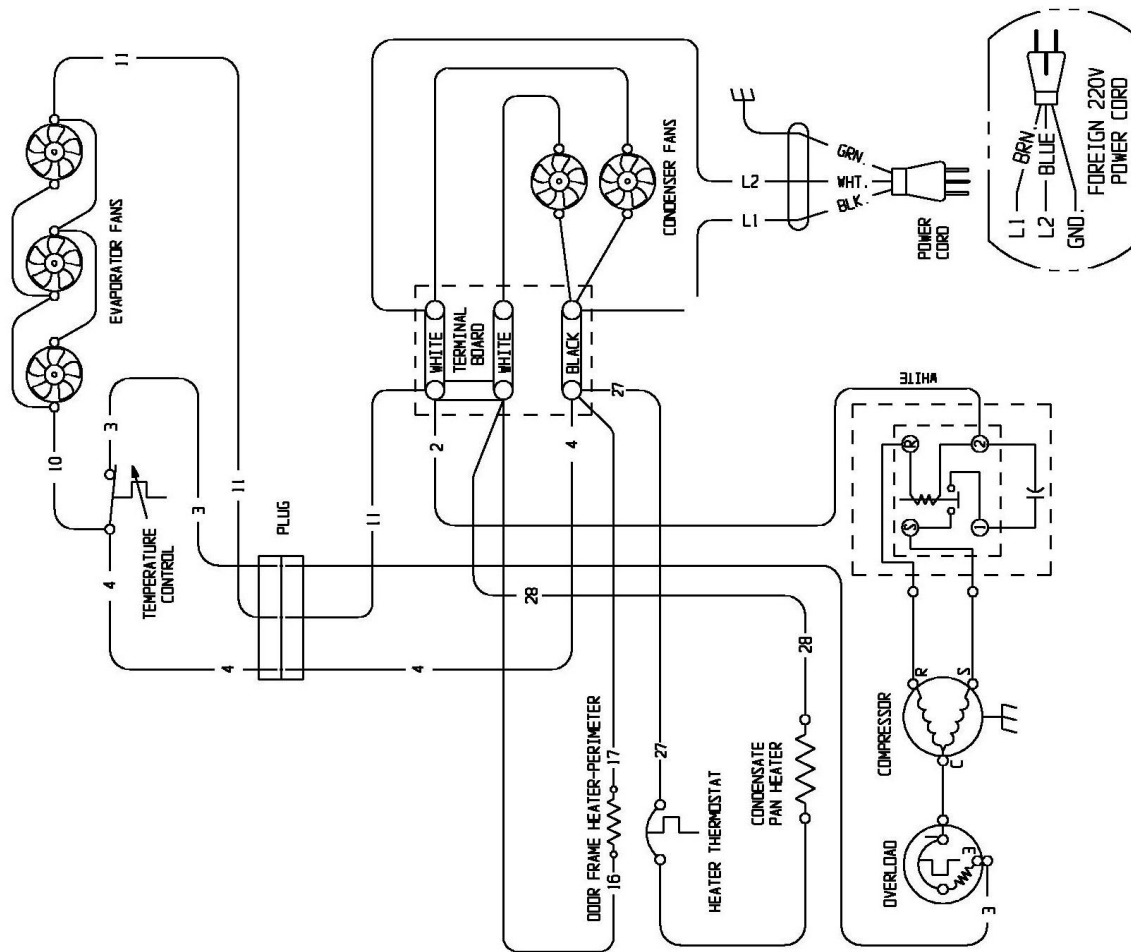 EVAPORATOR FANS
11
10
3
4
TEMPERATURE
CONTROL
3
11
PLUG
4
4
11
CONDENSER FANS
WHITE
TERMINAL
BOARD
WHITE
BLACK
2
4
27
28
L2
L1
GRN.
WHT.
BLK.
POWER
CORD
L1
BRN.
L2
BLUE
GND.
FOREIGN 220V
POWER CORD
DOOR FRAME HEATER-PERIMETER
16
17
HEATER THERMOSTAT
27
CONDENSATE
PAN HEATER
28
WHITE
R
2
S
1
COMPRESSOR
R
S
C
OVERLOAD
1
3
3